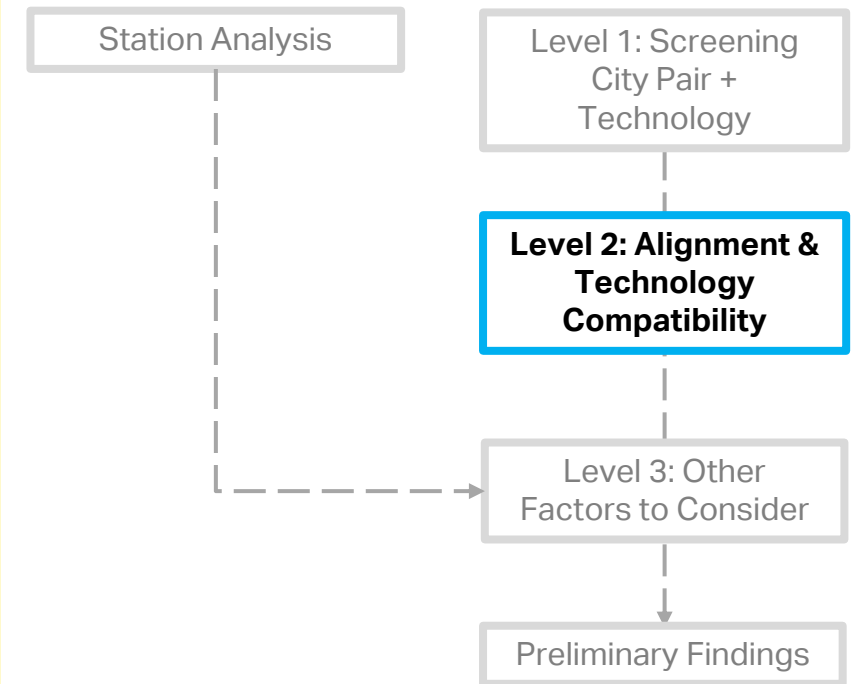 Station Analysis
Level 1: Screening
City Pair +
Technology
Level 2: Alignment &
Technology
Compatibility
Level 3: Other
Factors to Consider
Preliminary Findings